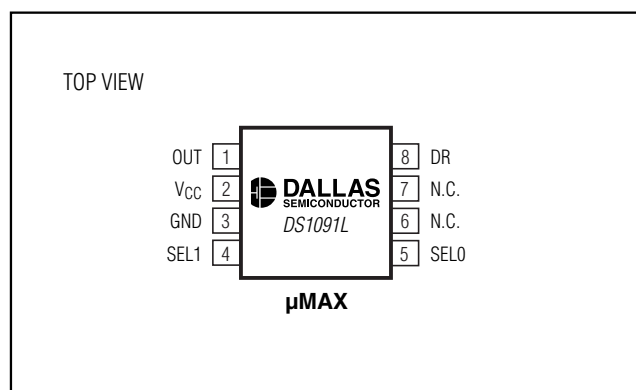 TOP VIEW
OUT 1
VCC 2
GND 3
SEL1 4
DALLAS
SEMICONDUCTOR
DS1091L
8 DR
7 N.C.
6 N.C.
5 SEL0
µMAX